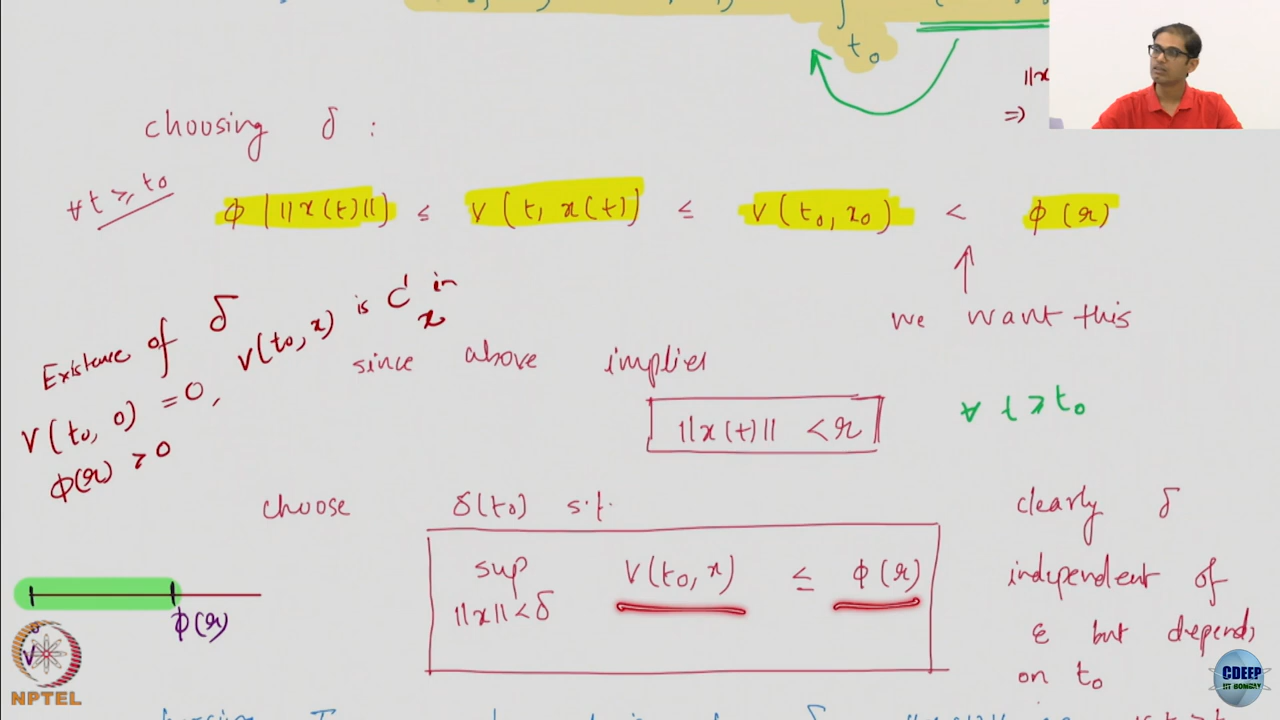 t₀
||x
⇒)
choosing δ :
∀ t ≥ t₀
φ(||x(t)||) ≤ V(t, x(t)) ≤ V(t₀, x₀) < φ(r)
we want this
Existence of δ
V(t₀, 0) = 0, V(t₀, x) is C¹ in x
φ(r) > 0
since above implies
||x(t)|| < r ∀ t ≥ t₀
choose δ(t₀) s.t.
sup V(t₀, x) ≤ φ(r)
||x|| < δ
clearly δ
independent of
ε but depends
on t₀
φ(r)
NPTEL
CDEEP
IIT BOMBAY